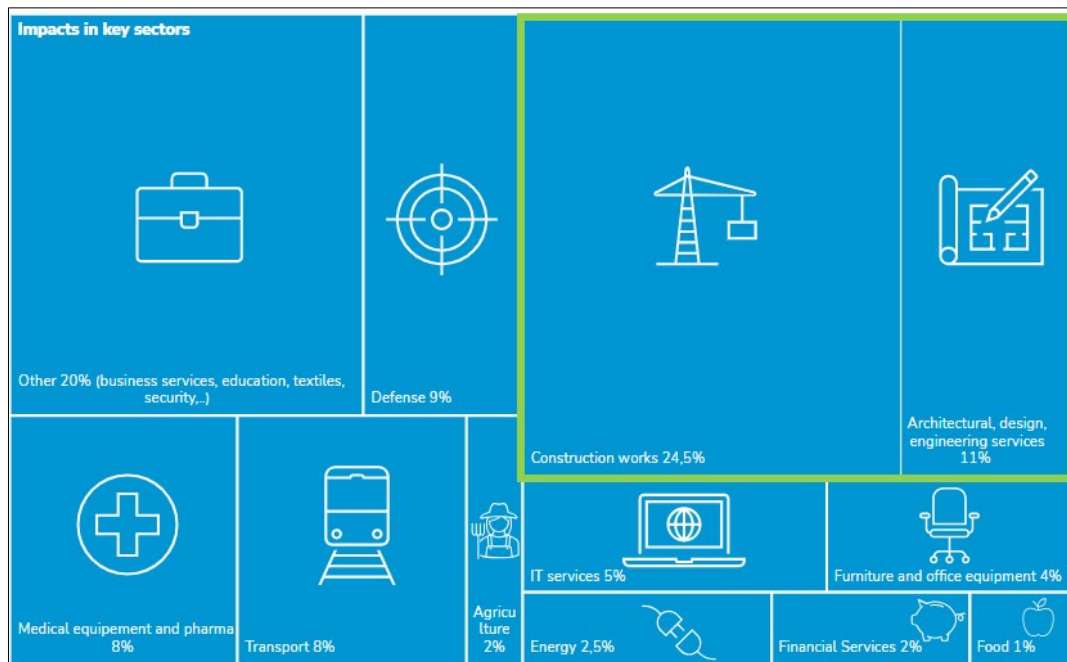 Impacts in key sectors
Other 20% (business services, education, textiles,
security,..)
Defense 9%
Construction works 24,5%
Architectural, design,
engineering services
11%
Medical equipement and pharma
8%
Transport 8%
Agricu
lture
2%
IT services 5%
Furniture and office equipment 4%
Energy 2,5%
Financial Services 2%
Food 1%